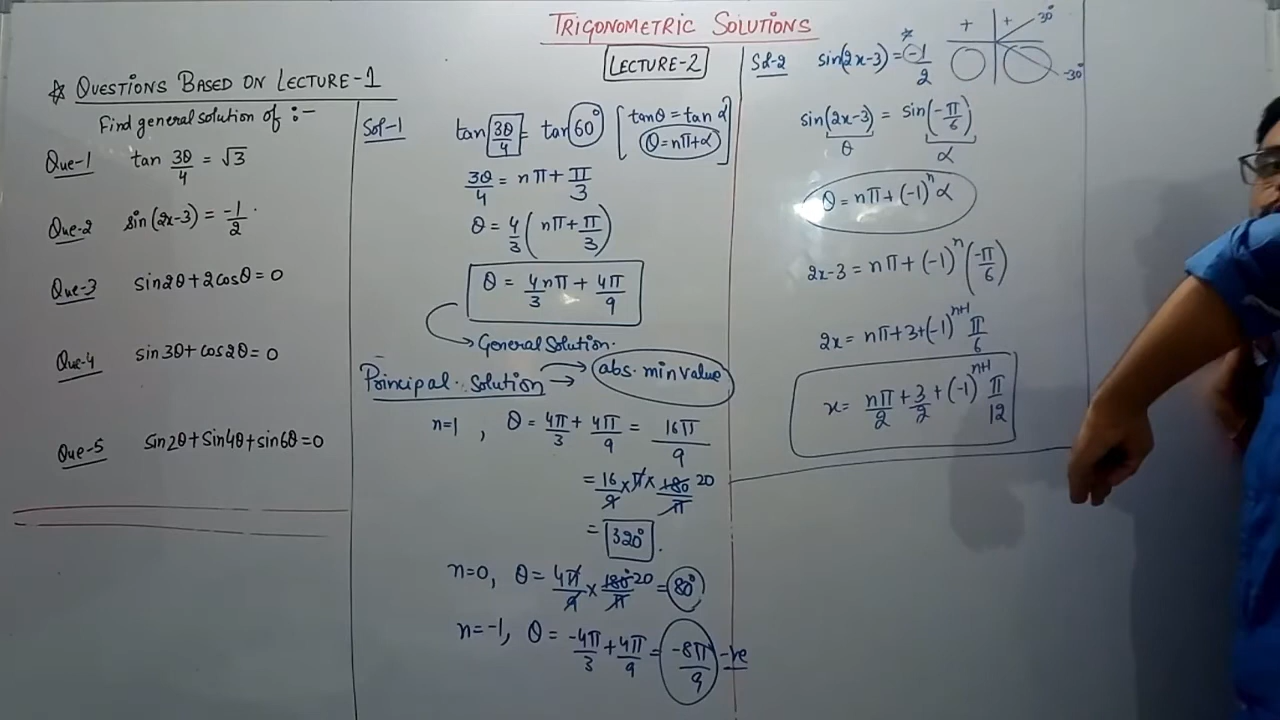 TRIGONOMETRIC SOLUTIONS
LECTURE-2
☆ QUESTIONS BASED ON LECTURE-1
Find general solution of :-
Que-1 tan 3θ/4 = √3
Que-2 sin(2x-3) = -1/2
Que-3 sin2θ+2cosθ=0
Que-4 sin3θ+cos2θ=0
Que-5 sin2θ+sin4θ+sin6θ=0
Sol-1 tan 3θ/4 = tan 60° [tanθ = tan α
θ=nπ+α]
3θ/4 = nπ + π/3
θ = 4/3 (nπ + π/3)
θ = 4nπ/3 + 4π/9
General Solution.
Principal. Solution → abs. min value
n=1, θ = 4π/3 + 4π/9 = 16π/9
= 16/9 × π × 180/π 20
= 320°.
n=0, θ = 4π/9 × 180°/π 20 = 80°
n=-1, θ = -4π/3 + 4π/9 = -8π/9 -ve
Sol-2 sin(2x-3) = -1/2
+ + 30°
-30°
sin(2x-3) = sin(-π/6)
θ α
θ = nπ + (-1)^n α
2x-3 = nπ + (-1)^n (-π/6)
2x = nπ+3+(-1)^n+1 π/6
x = nπ/2 + 3/2 + (-1)^n+1 π/12